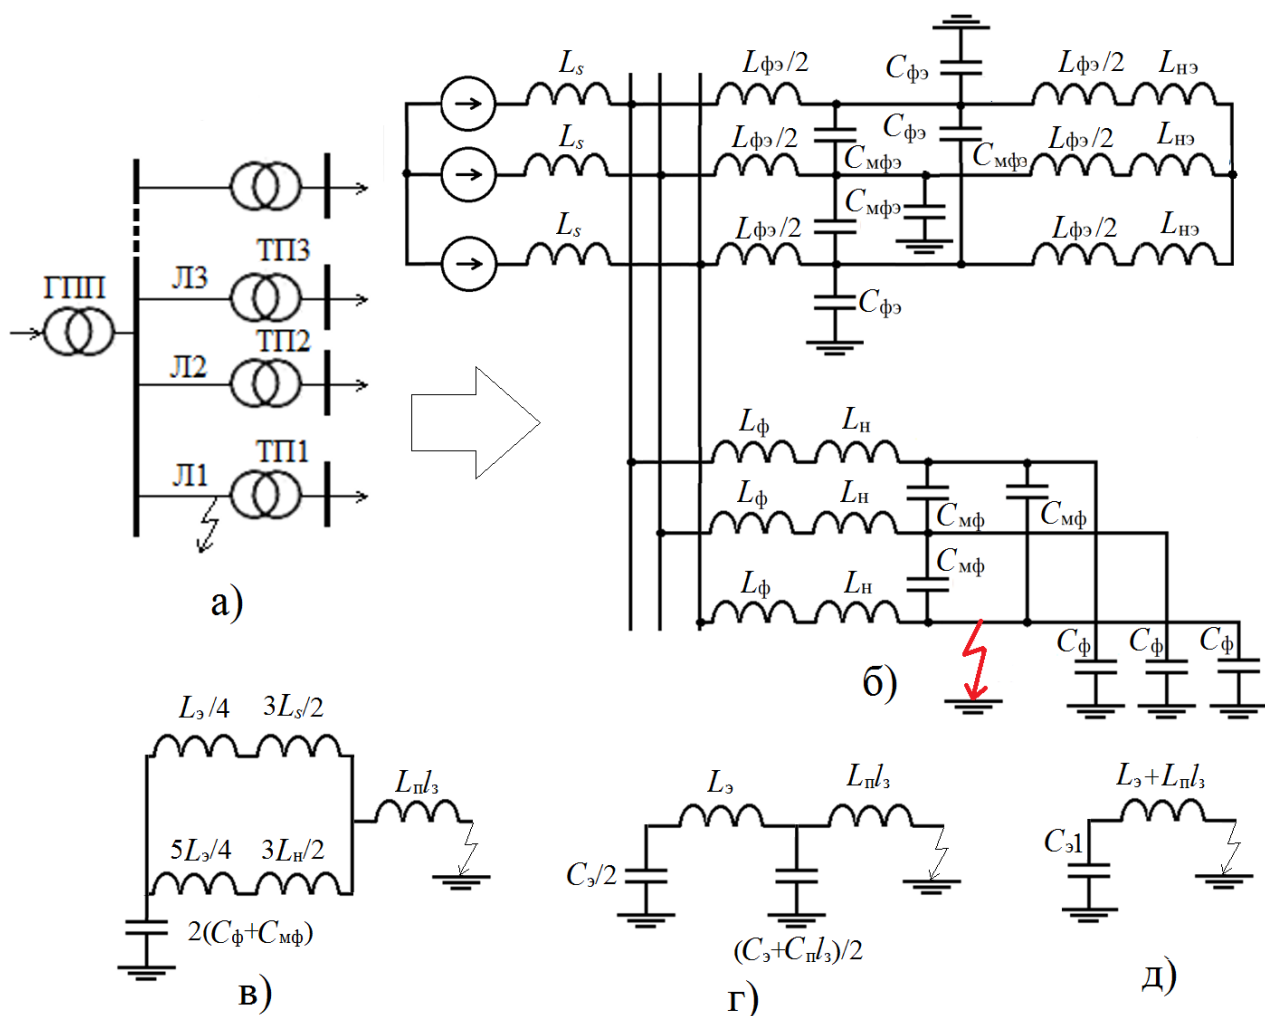 ГПП
ТП3
ТП2
ТП1
Л3
Л2
Л1
а)
Ls
Ls
Ls
Lфэ/2
Lфэ/2
Lфэ/2
Cфэ
Cфэ
Cмфэ
Cмфэ
Cмфэ
Cфэ
Lфэ/2
Lнэ
Lфэ/2
Lнэ
Lфэ/2
Lнэ
Lф
Lн
Lф
Lн
Lф
Lн
Cмф
Cмф
Cмф
Cф
Cф
Cф
б)
Lэ/4
3Ls/2
Lпlз
5Lэ/4
3Lн/2
2(Cф+Cмф)
в)
Lэ
Lпlз
Cэ/2
(Cэ+Cпlз)/2
г)
Lэ+Lпlз
Cэ1
д)